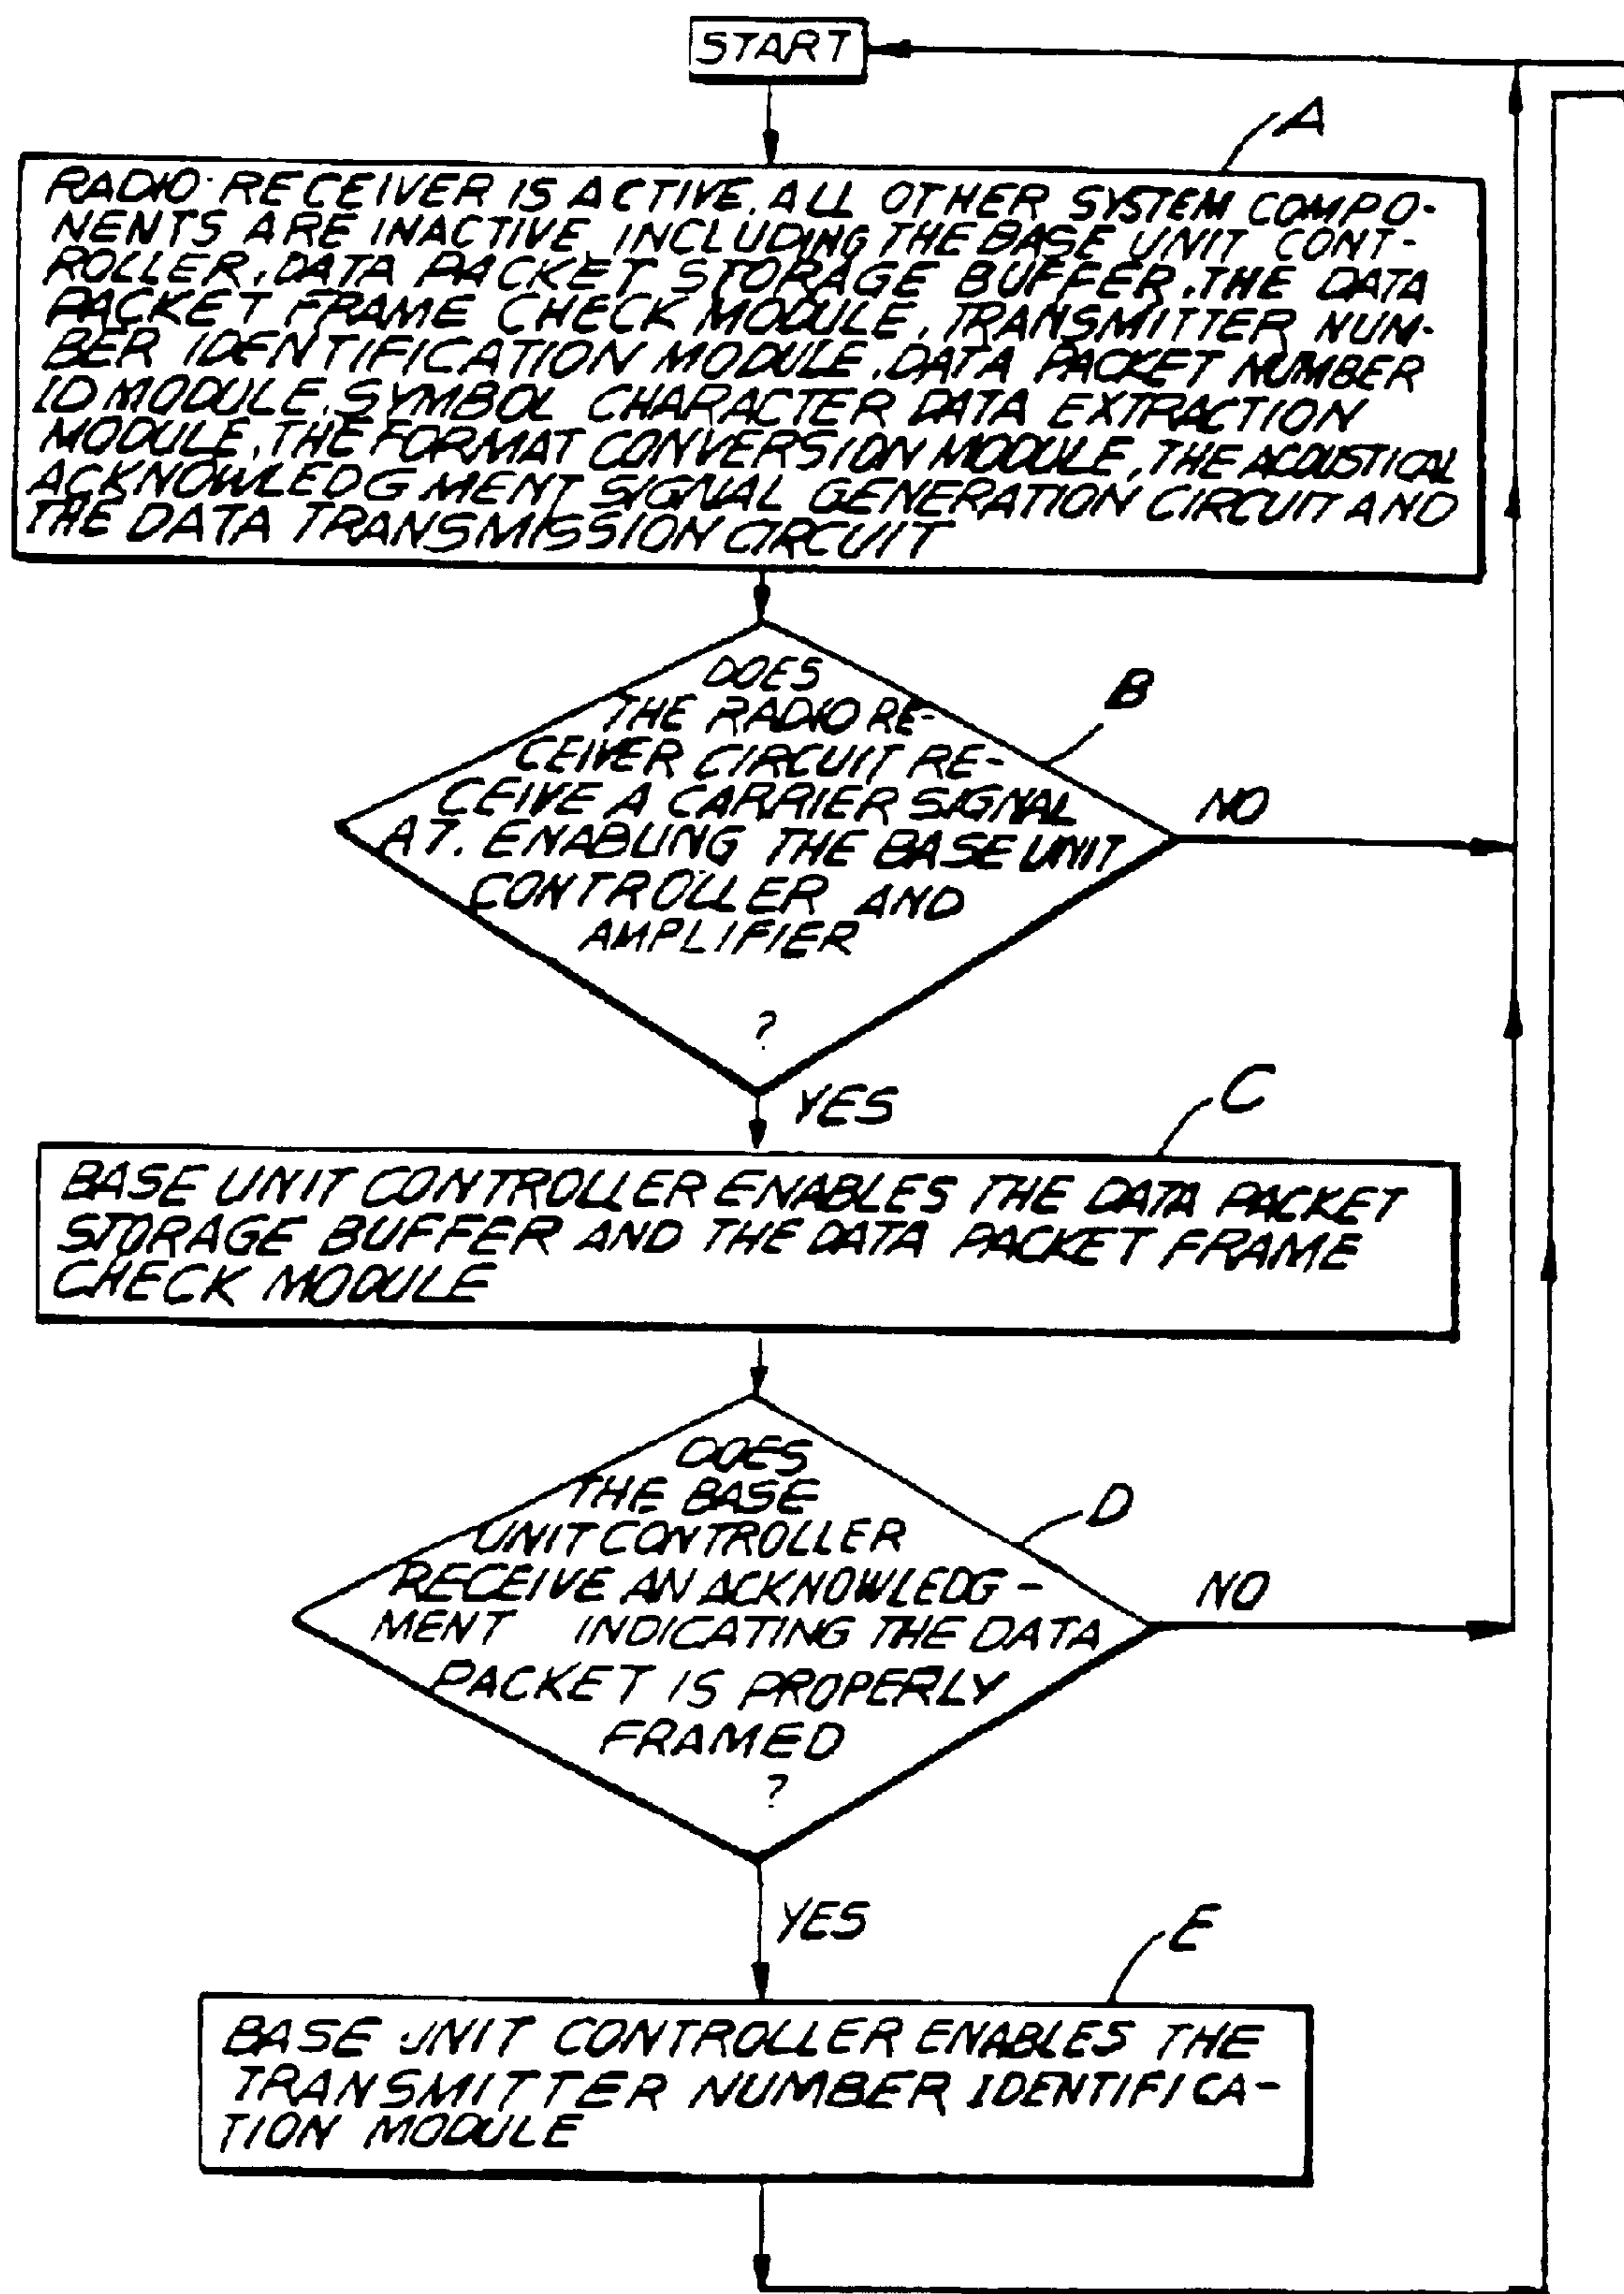 START
A
RADIO RECEIVER IS ACTIVE. ALL OTHER SYSTEM COMPO-
NENTS ARE INACTIVE INCLUDING THE BASE UNIT CONT-
ROLLER, DATA PACKET STORAGE BUFFER, THE DATA
PACKET FRAME CHECK MODULE, TRANSMITTER NUM-
BER IDENTIFICATION MODULE, DATA PACKET NUMBER
ID MODULE, SYMBOL CHARACTER DATA EXTRACTION
MODULE, THE FORMAT CONVERSION MODULE, THE ACOUSTICAL
ACKNOWLEDGMENT SIGNAL GENERATION CIRCUIT AND
THE DATA TRANSMISSION CIRCUIT
B
DOES
THE RADIO RE-
CEIVER CIRCUIT RE-
CEIVE A CARRIER SIGNAL
AT. ENABLING THE BASE UNIT
CONTROLLER AND
AMPLIFIER
?
NO
YES
C
BASE UNIT CONTROLLER ENABLES THE DATA PACKET
STORAGE BUFFER AND THE DATA PACKET FRAME
CHECK MODULE
D
DOES
THE BASE
UNIT CONTROLLER
RECEIVE AN ACKNOWLEDG-
MENT INDICATING THE DATA
PACKET IS PROPERLY
FRAMED
?
NO
YES
E
BASE UNIT CONTROLLER ENABLES THE
TRANSMITTER NUMBER IDENTIFICA-
TION MODULE